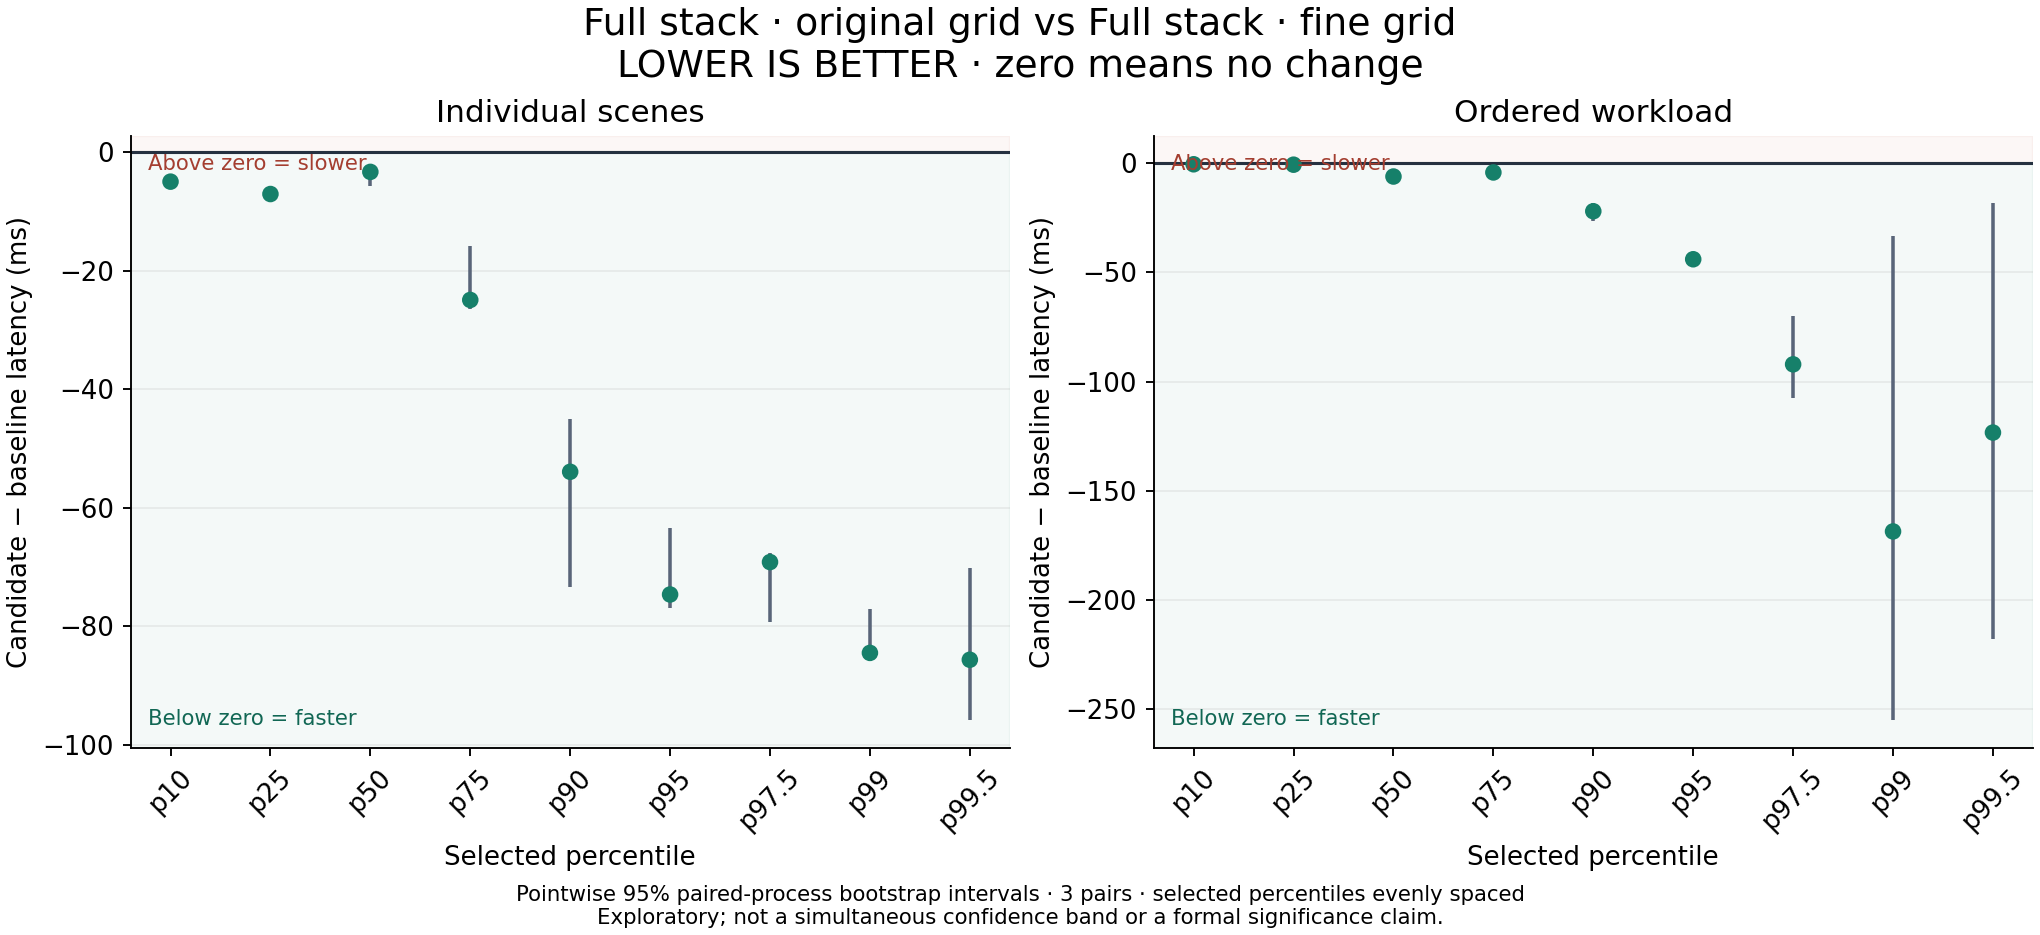 Full stack · original grid vs Full stack · fine grid
LOWER IS BETTER · zero means no change
Individual scenes
Candidate − baseline latency (ms)
0
−20
−40
−60
−80
−100
Above zero = slower
Below zero = faster
p10
p25
p50
p75
p90
p95
p97.5
p99
p99.5
Selected percentile
Ordered workload
Candidate − baseline latency (ms)
0
−50
−100
−150
−200
−250
Above zero = slower
Below zero = faster
p10
p25
p50
p75
p90
p95
p97.5
p99
p99.5
Selected percentile
Pointwise 95% paired-process bootstrap intervals · 3 pairs · selected percentiles evenly spaced
Exploratory; not a simultaneous confidence band or a formal significance claim.